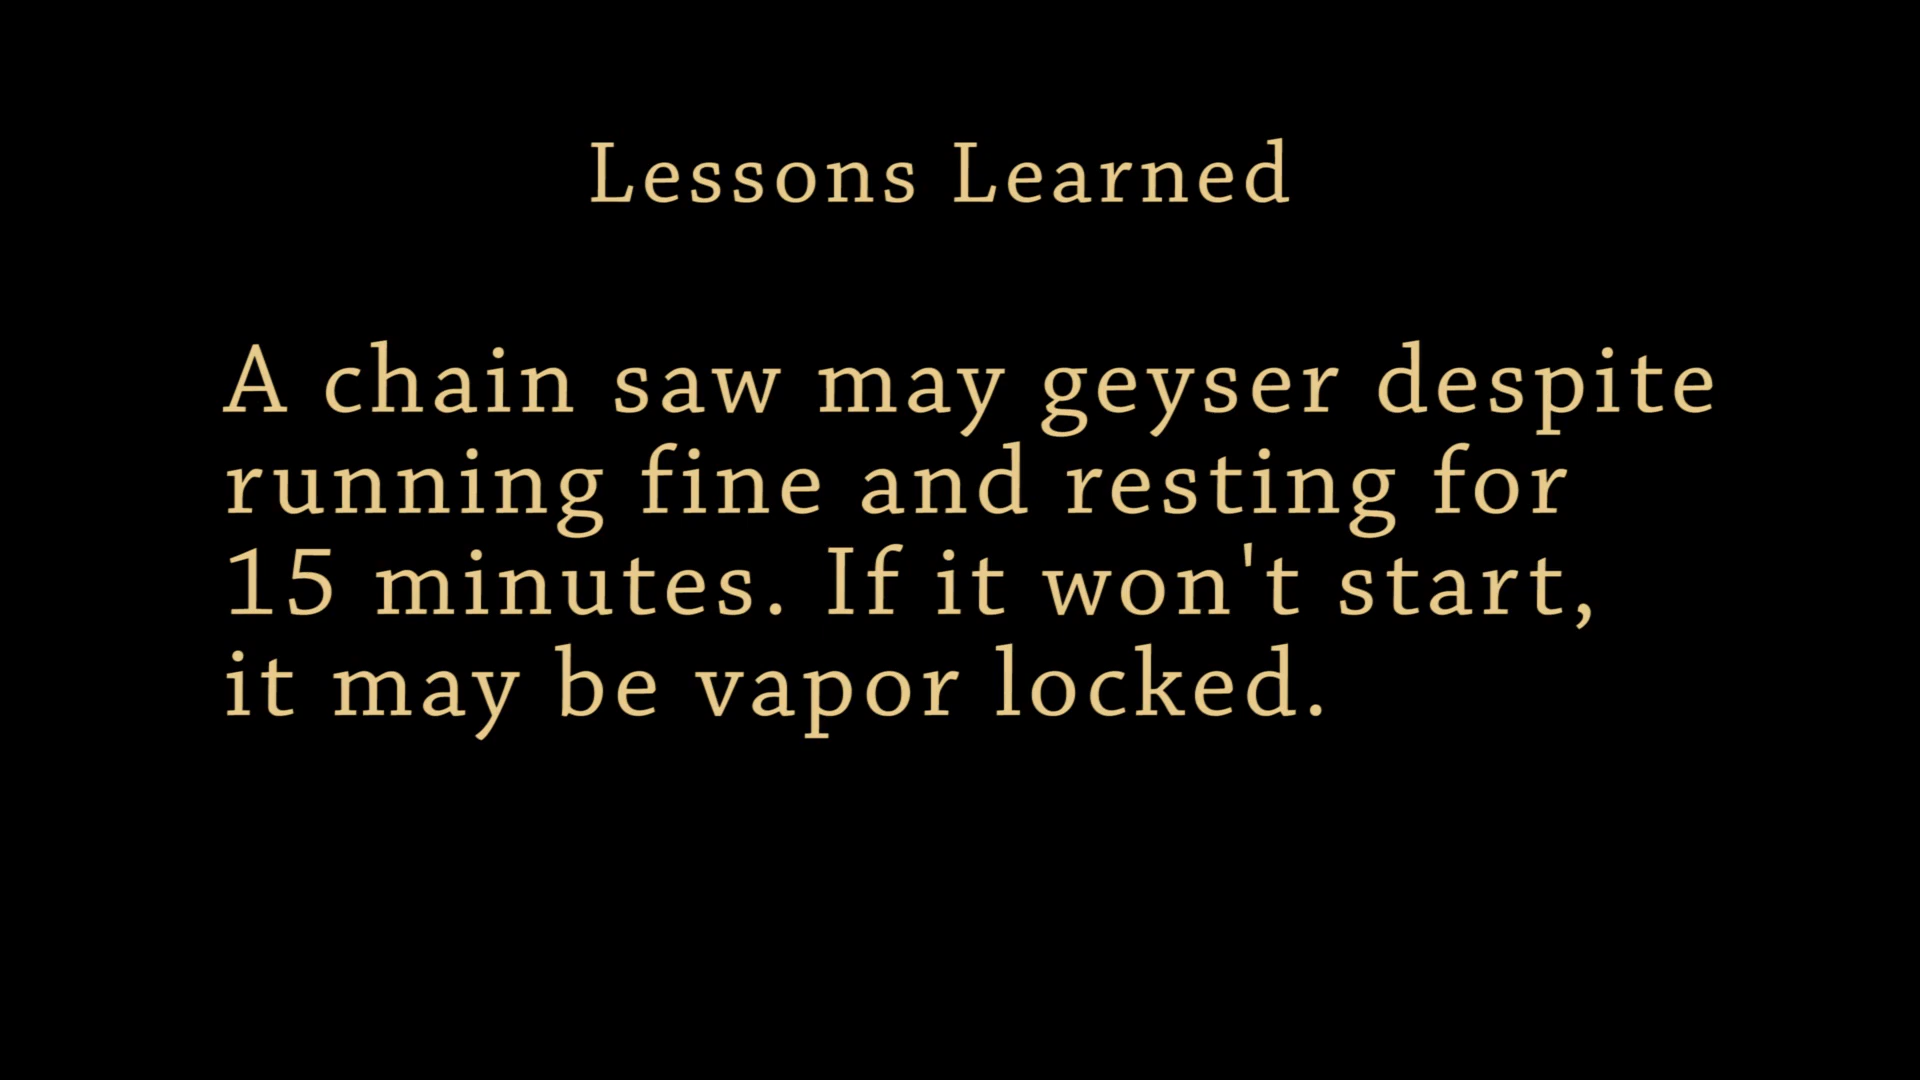 Lessons Learned
A chain saw may geyser despite
running fine and resting for
15 minutes. If it won't start,
it may be vapor locked.